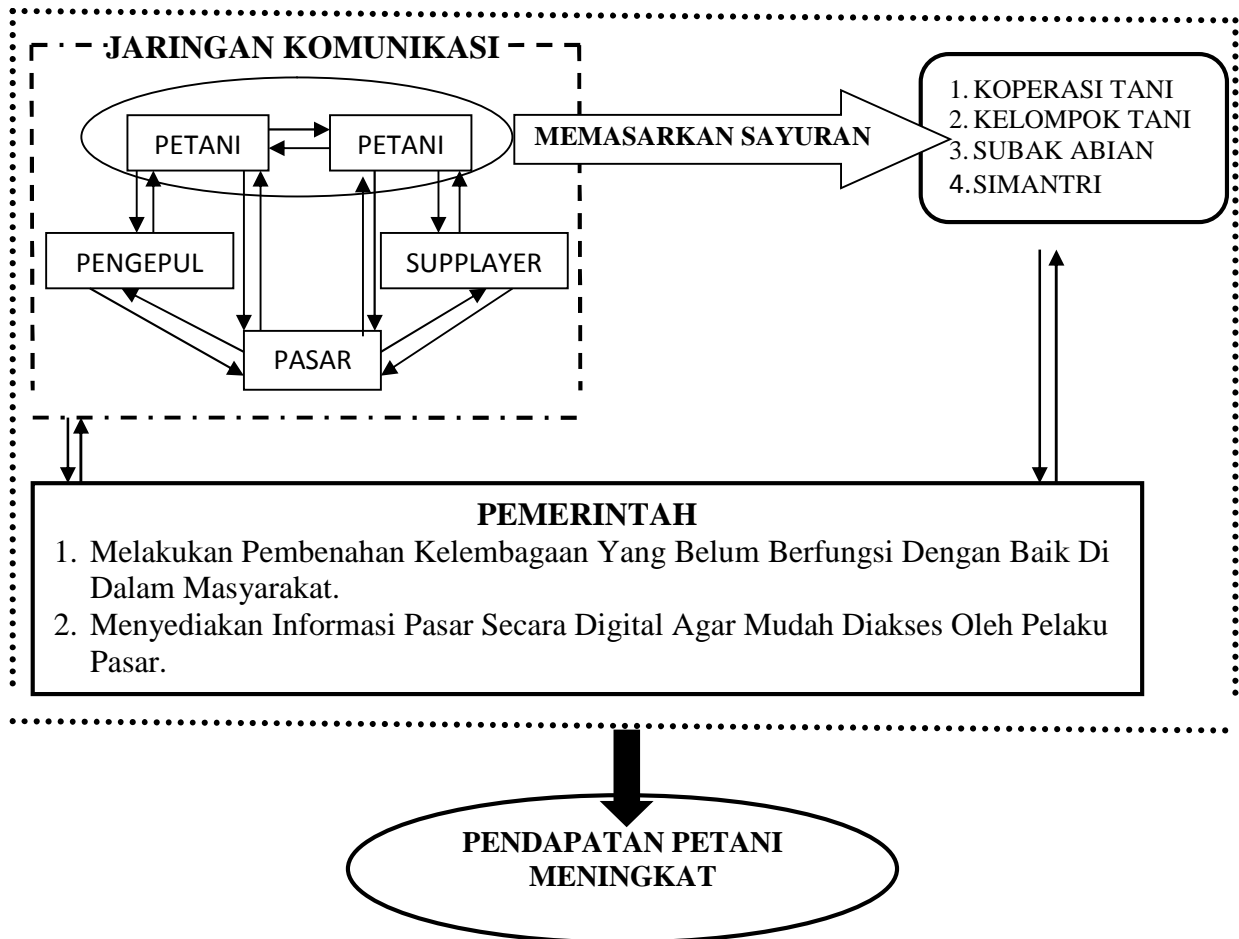 JARINGAN KOMUNIKASI
PETANI
PETANI
PENGEPUL
SUPPLAYER
PASAR
MEMASARKAN SAYURAN
1. KOPERASI TANI
2. KELOMPOK TANI
3. SUBAK ABIAN
4. SIMANTRI
PEMERINTAH
1. Melakukan Pembenahan Kelembagaan Yang Belum Berfungsi Dengan Baik Di
Dalam Masyarakat.
2. Menyediakan Informasi Pasar Secara Digital Agar Mudah Diakses Oleh Pelaku
Pasar.
PENDAPATAN PETANI
MENINGKAT